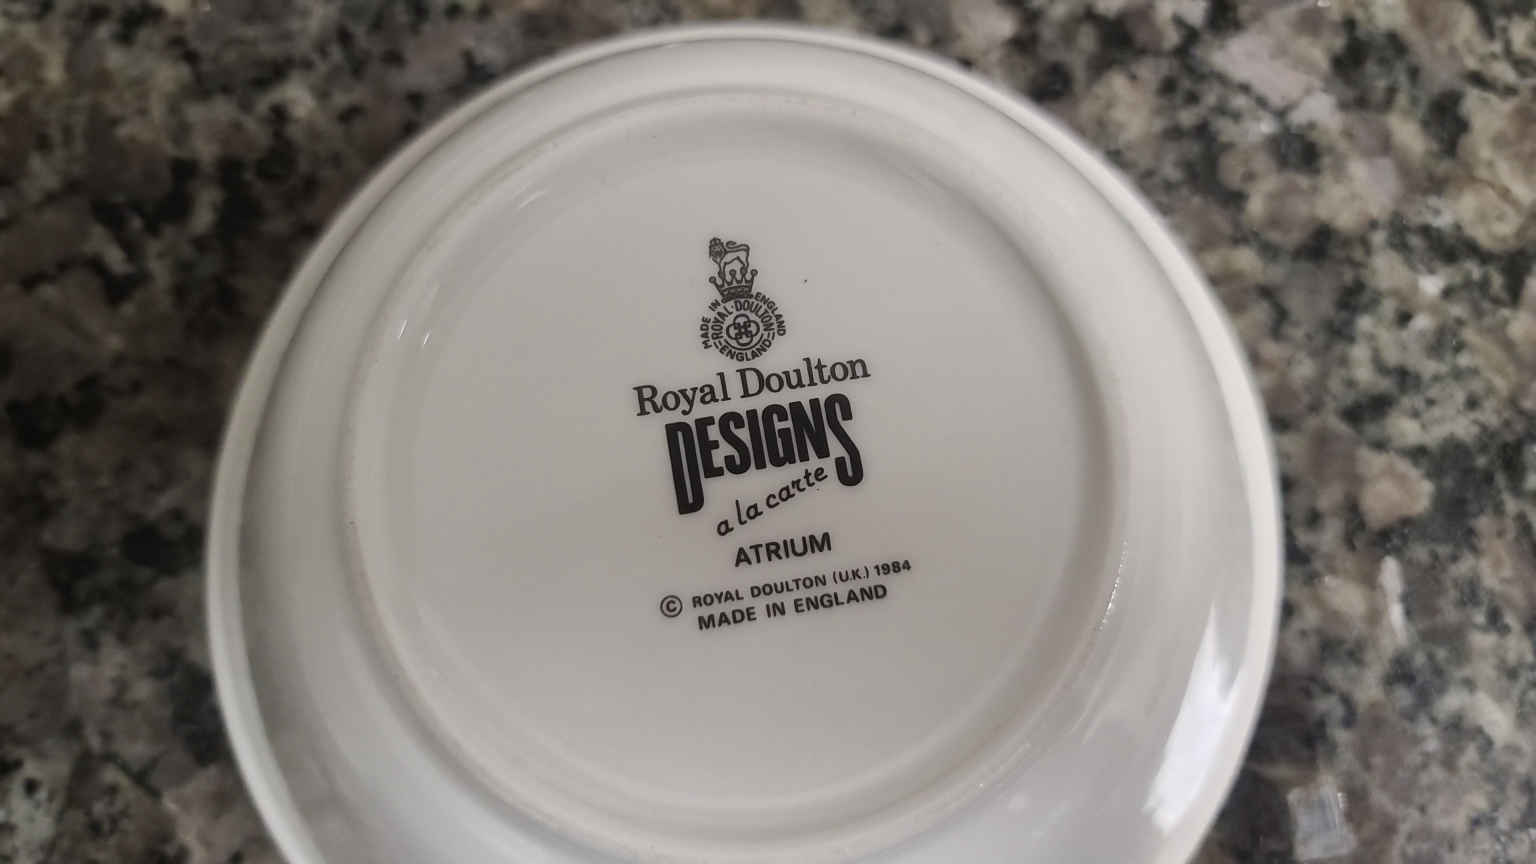 MADE IN ENGLAND
ROYAL·DOULTON
ENGLAND
Royal Doulton
DESIGNS
a la carte
ATRIUM
© ROYAL DOULTON (U.K.) 1984
MADE IN ENGLAND